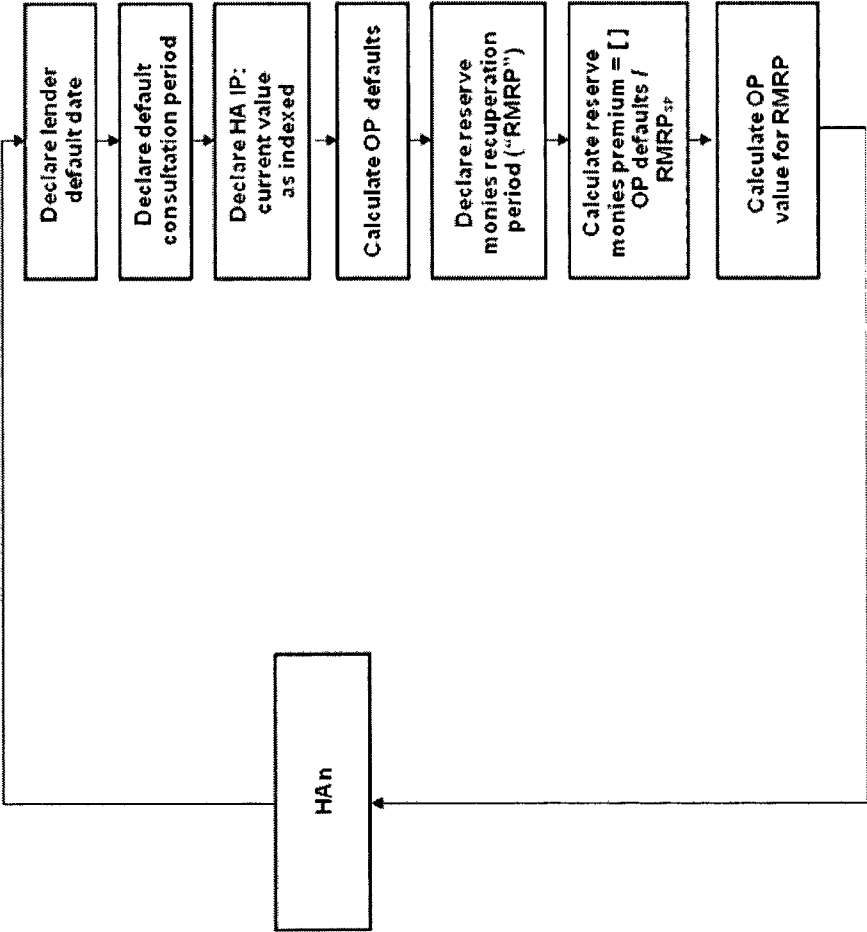 Declare lender
default date
Declare default
consultation period
Declare HA IP:
current value
as indexed
Calculate OP defaults
Declare reserve
monies recuperation
period ("RMRP")
Calculate reserve
monies premium = [ ]
OP defaults /
RMRPSP
Calculate OP
value for RMRP
HAn